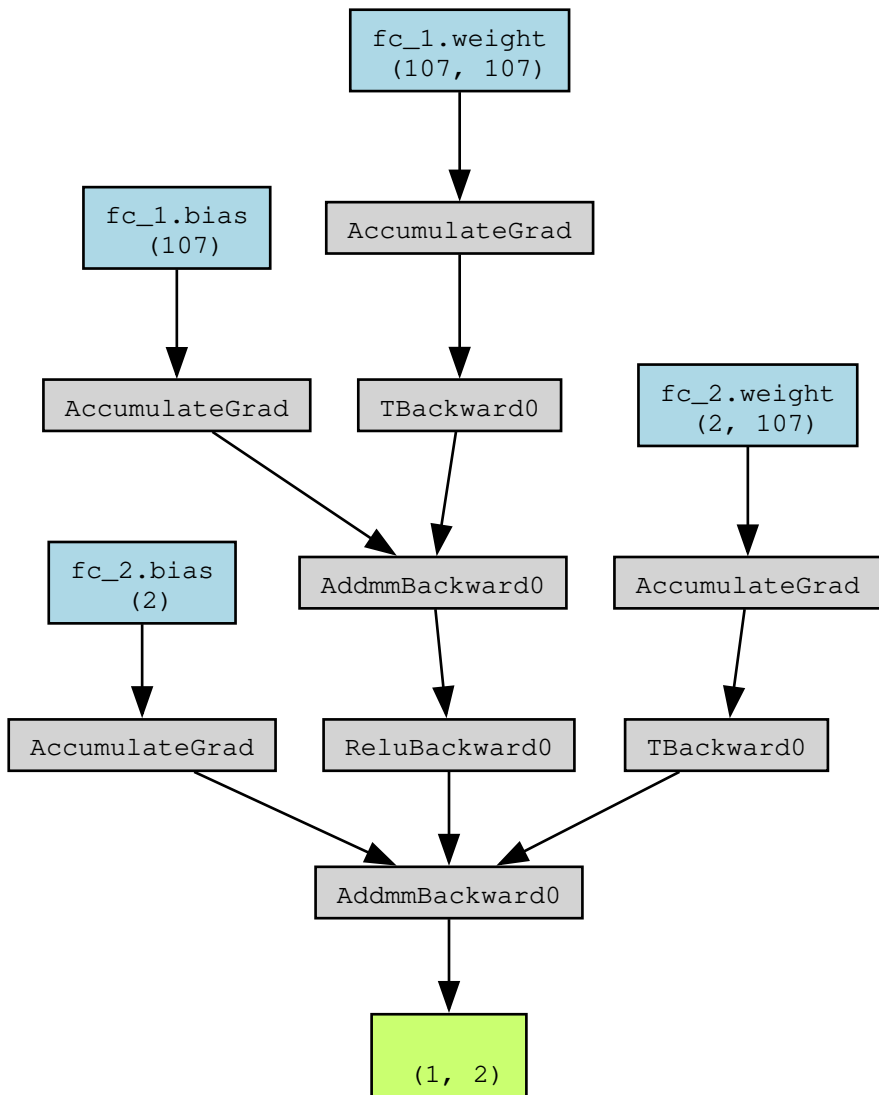 fc_1.weight
(107, 107)
fc_1.bias
(107)
AccumulateGrad
AccumulateGrad
TBackward0
fc_2.weight
(2, 107)
fc_2.bias
(2)
AddmmBackward0
AccumulateGrad
AccumulateGrad
ReluBackward0
TBackward0
AddmmBackward0
(1, 2)